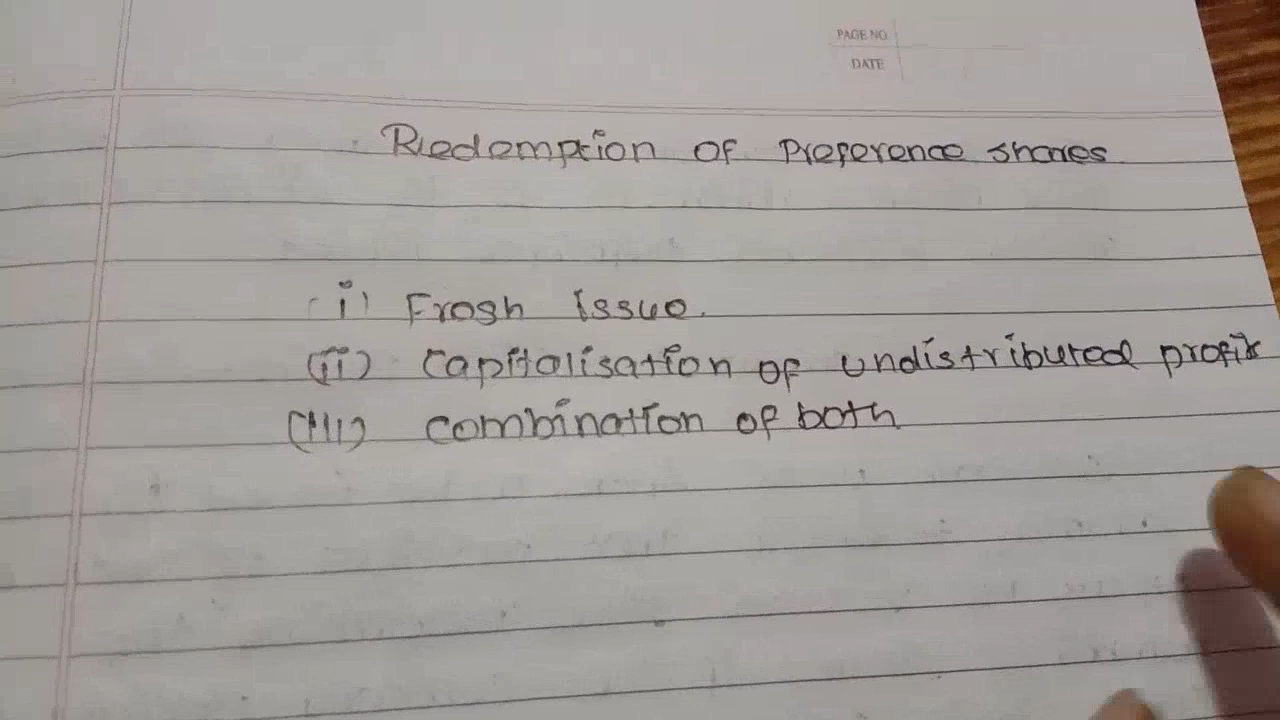 PAGE NO
DATE
Redemption of Preference shares
(i) Fresh Issue.
(ii) Capitalisation of undistributed profit
(iii) combination of both